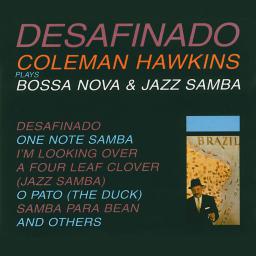 DESAFINADO
COLEMAN HAWKINS
PLAYS
BOSSA NOVA & JAZZ SAMBA
DESAFINADO
ONE NOTE SAMBA
I'M LOOKING OVER
A FOUR LEAF CLOVER
(JAZZ SAMBA)
O PATO (THE DUCK)
SAMBA PARA BEAN
AND OTHERS
BRAZIL